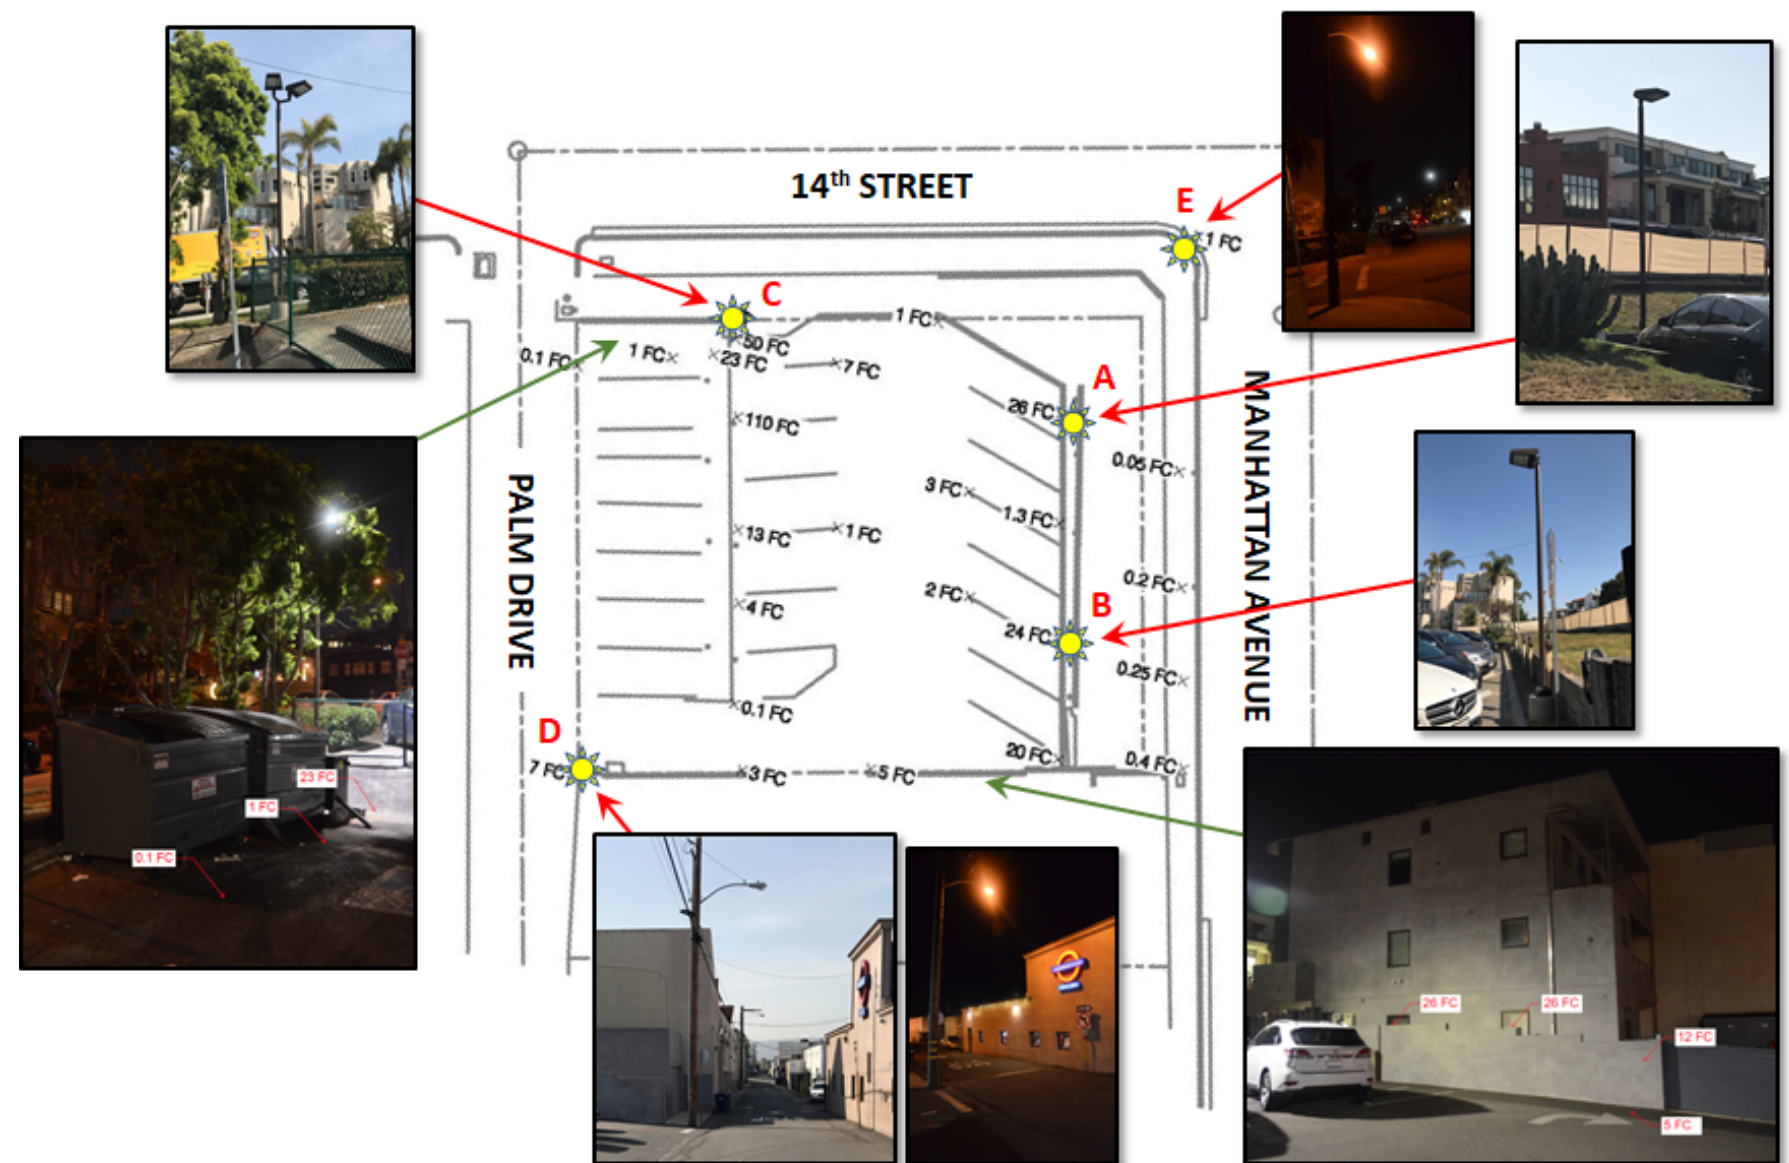 14th STREET
E
1 FC
C
1 FC
50 FC
0.1 FC
1 FC
23 FC
7 FC
A
26 FC
110 FC
MANHATTAN AVENUE
0.05 FC
3 FC
1.3 FC
PALM DRIVE
13 FC
1 FC
0.2 FC
4 FC
2 FC
B
24 FC
0.25 FC
0.1 FC
D
20 FC
0.4 FC
7 FC
3 FC
5 FC
23 FC
1 FC
0.1 FC
26 FC
26 FC
12 FC
5 FC